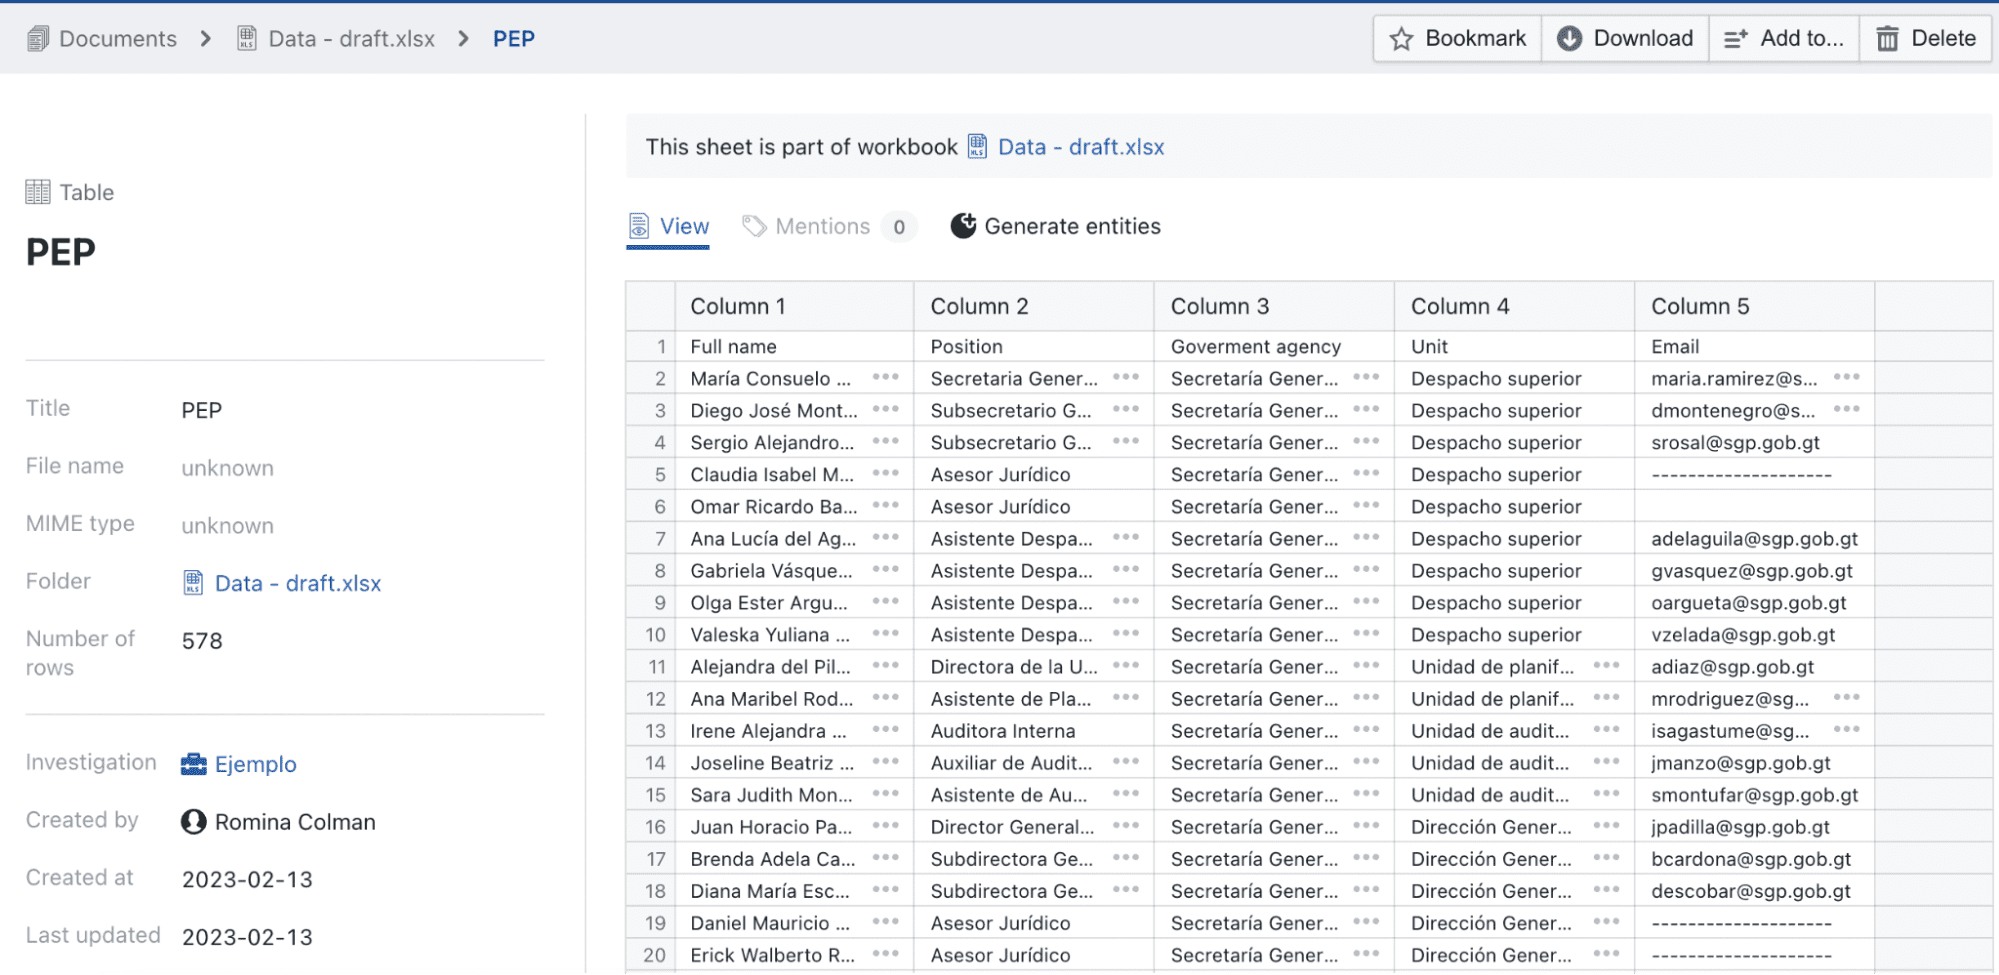 Documents > Data - draft.xlsx > PEP
Bookmark Download Add to... Delete
This sheet is part of workbook Data - draft.xlsx
Table
PEP
Title PEP
File name unknown
MIME type unknown
Folder Data - draft.xlsx
Number of rows 578
Investigation Ejemplo
Created by Romina Colman
Created at 2023-02-13
Last updated 2023-02-13
View Mentions 0 Generate entities
Column 1 Column 2 Column 3 Column 4 Column 5
1 Full name Position Goverment agency Unit Email
2 María Consuelo ... ••• Secretaria Gener... ••• Secretaría Gener... ••• Despacho superior maria.ramirez@s... •••
3 Diego José Mont... ••• Subsecretario G... ••• Secretaría Gener... ••• Despacho superior dmontenegro@s... •••
4 Sergio Alejandro... ••• Subsecretario G... ••• Secretaría Gener... ••• Despacho superior srosal@sgp.gob.gt
5 Claudia Isabel M... ••• Asesor Jurídico Secretaría Gener... ••• Despacho superior --------------------
6 Omar Ricardo Ba... ••• Asesor Jurídico Secretaría Gener... ••• Despacho superior
7 Ana Lucía del Ag... ••• Asistente Despa... ••• Secretaría Gener... ••• Despacho superior adelaguila@sgp.gob.gt
8 Gabriela Vásque... ••• Asistente Despa... ••• Secretaría Gener... ••• Despacho superior gvasquez@sgp.gob.gt
9 Olga Ester Argu... ••• Asistente Despa... ••• Secretaría Gener... ••• Despacho superior oargueta@sgp.gob.gt
10 Valeska Yuliana ... ••• Asistente Despa... ••• Secretaría Gener... ••• Despacho superior vzelada@sgp.gob.gt
11 Alejandra del Pil... ••• Directora de la U... ••• Secretaría Gener... ••• Unidad de planif... ••• adiaz@sgp.gob.gt
12 Ana Maribel Rod... ••• Asistente de Pla... ••• Secretaría Gener... ••• Unidad de planif... ••• mrodriguez@sg... •••
13 Irene Alejandra ... ••• Auditora Interna Secretaría Gener... ••• Unidad de audit... ••• isagastume@sg... •••
14 Joseline Beatriz ... ••• Auxiliar de Audit... ••• Secretaría Gener... ••• Unidad de audit... ••• jmanzo@sgp.gob.gt
15 Sara Judith Mon... ••• Asistente de Au... ••• Secretaría Gener... ••• Unidad de audit... ••• smontufar@sgp.gob.gt
16 Juan Horacio Pa... ••• Director General... ••• Secretaría Gener... ••• Dirección Gener... ••• jpadilla@sgp.gob.gt
17 Brenda Adela Ca... ••• Subdirectora Ge... ••• Secretaría Gener... ••• Dirección Gener... ••• bcardona@sgp.gob.gt
18 Diana María Esc... ••• Subdirectora Ge... ••• Secretaría Gener... ••• Dirección Gener... ••• descobar@sgp.gob.gt
19 Daniel Mauricio ... ••• Asesor Jurídico Secretaría Gener... ••• Dirección Gener... ••• --------------------
20 Erick Walberto R... ••• Asesor Jurídico Secretaría Gener... ••• Dirección Gener... ••• --------------------